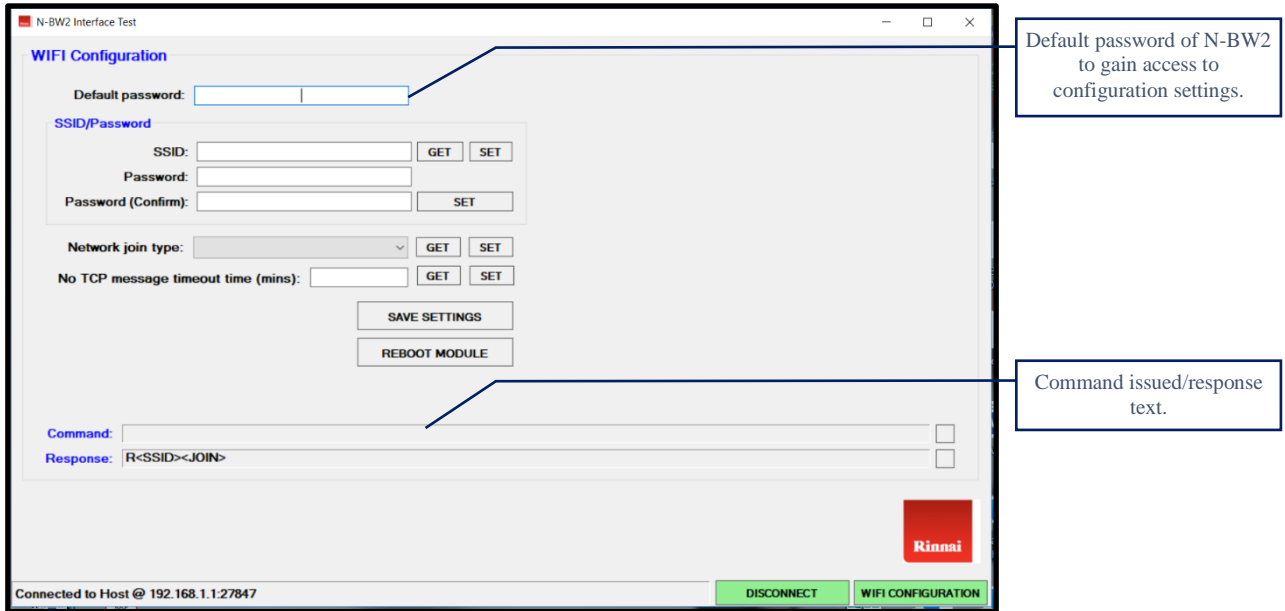 N-BW2 Interface Test
WIFI Configuration
Default password:
SSID/Password
SSID:
GET
SET
Password:
Password (Confirm):
SET
Network join type:
GET
SET
No TCP message timeout time (mins):
GET
SET
SAVE SETTINGS
REBOOT MODULE
Command:
Response: R<SSID><JOIN>
Rinnai
Connected to Host @ 192.168.1.1:27847
DISCONNECT
WIFI CONFIGURATION
Default password of N-BW2
to gain access to
configuration settings.
Command issued/response
text.